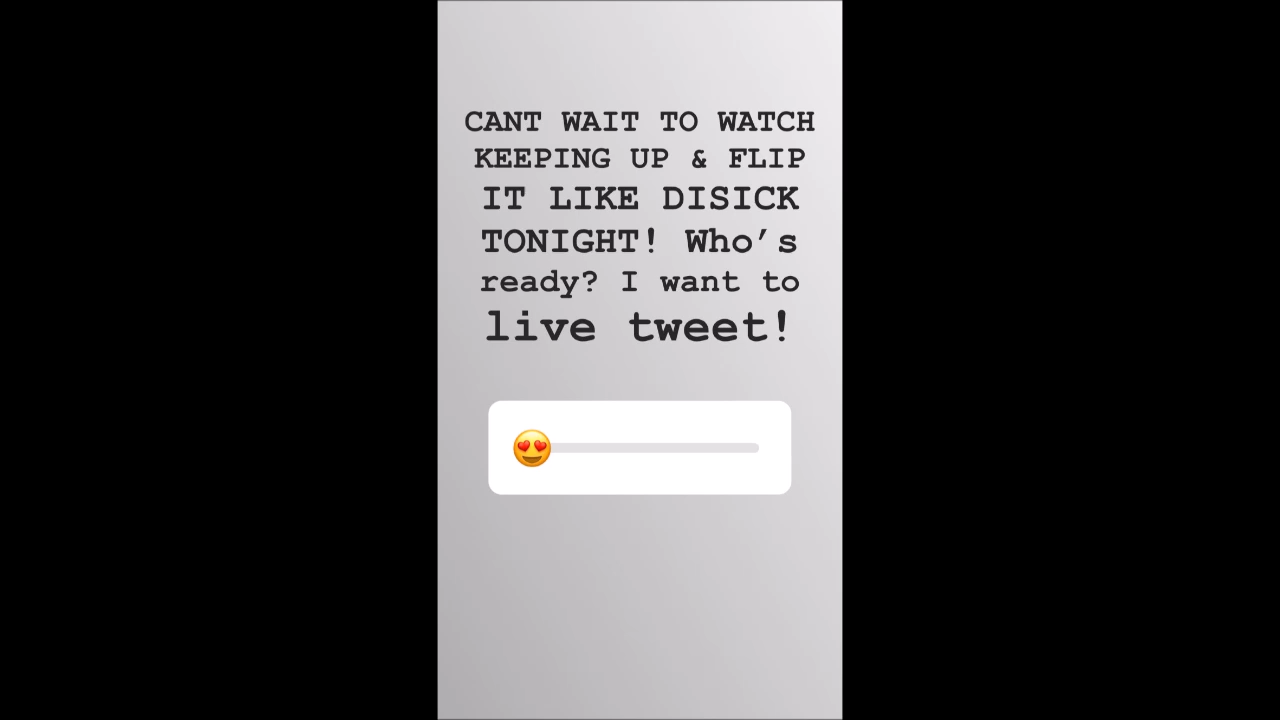 CANT WAIT TO WATCH
KEEPING UP & FLIP
IT LIKE DISICK
TONIGHT! Who’s
ready? I want to
live tweet!